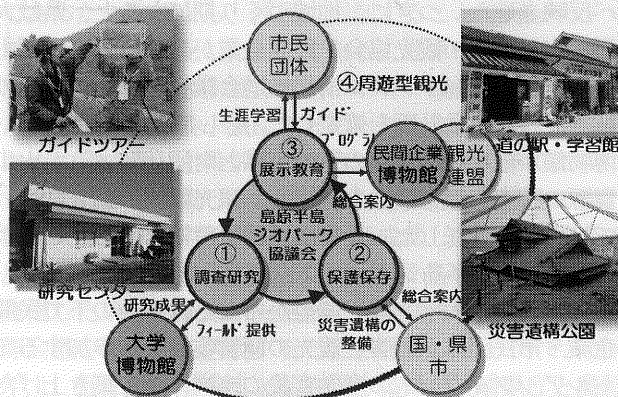 市民
団体
④周遊型観光
生涯学習
ガイド
プログラ
ガイドツアー
③
展示教育
民間企業
博物館
観光
連盟
道の駅・学習館
総合案内
島原半島
ジオパーク
協議会
①
調査研究
②
保護保存
研究センター
研究成果
フィールド提供
災害遺構の
整備
総合案内
災害遺構公園
大学
博物館
国・県
市